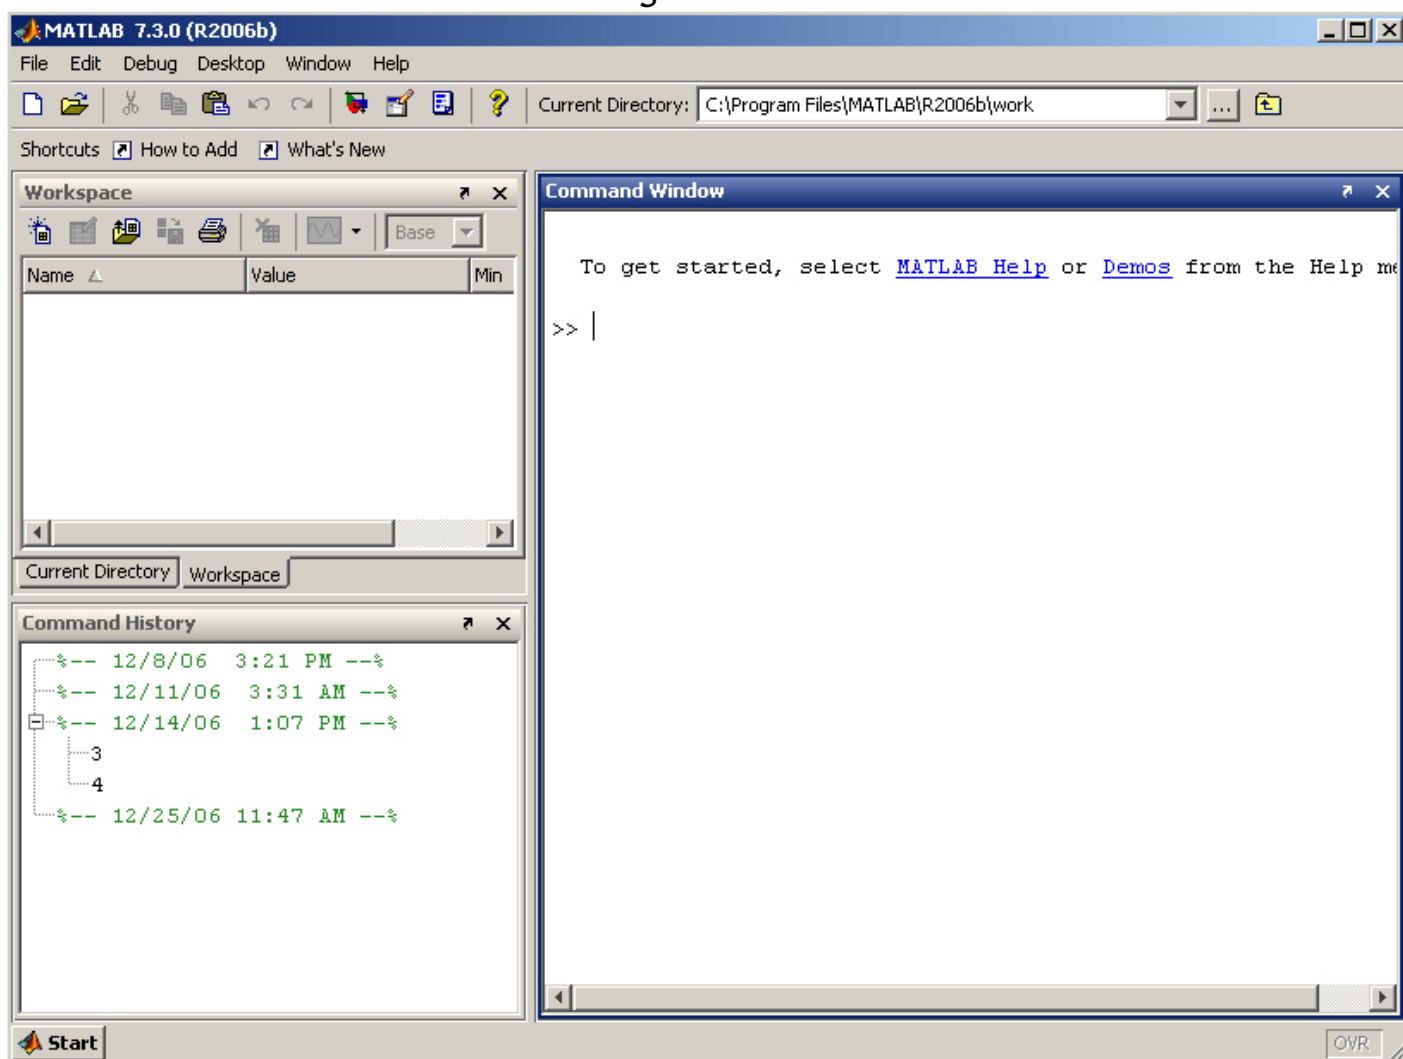 MATLAB 7.3.0 (R2006b)
File Edit Debug Desktop Window Help
Current Directory: C:\Program Files\MATLAB\R2006b\work ...
Shortcuts How to Add What's New
Workspace
Base
Name Value Min
Current Directory Workspace
Command History
%-- 12/8/06 3:21 PM --%
%-- 12/11/06 3:31 AM --%
%-- 12/14/06 1:07 PM --%
3
4
%-- 12/25/06 11:47 AM --%
Command Window
To get started, select MATLAB Help or Demos from the Help me
>>
Start
OVR